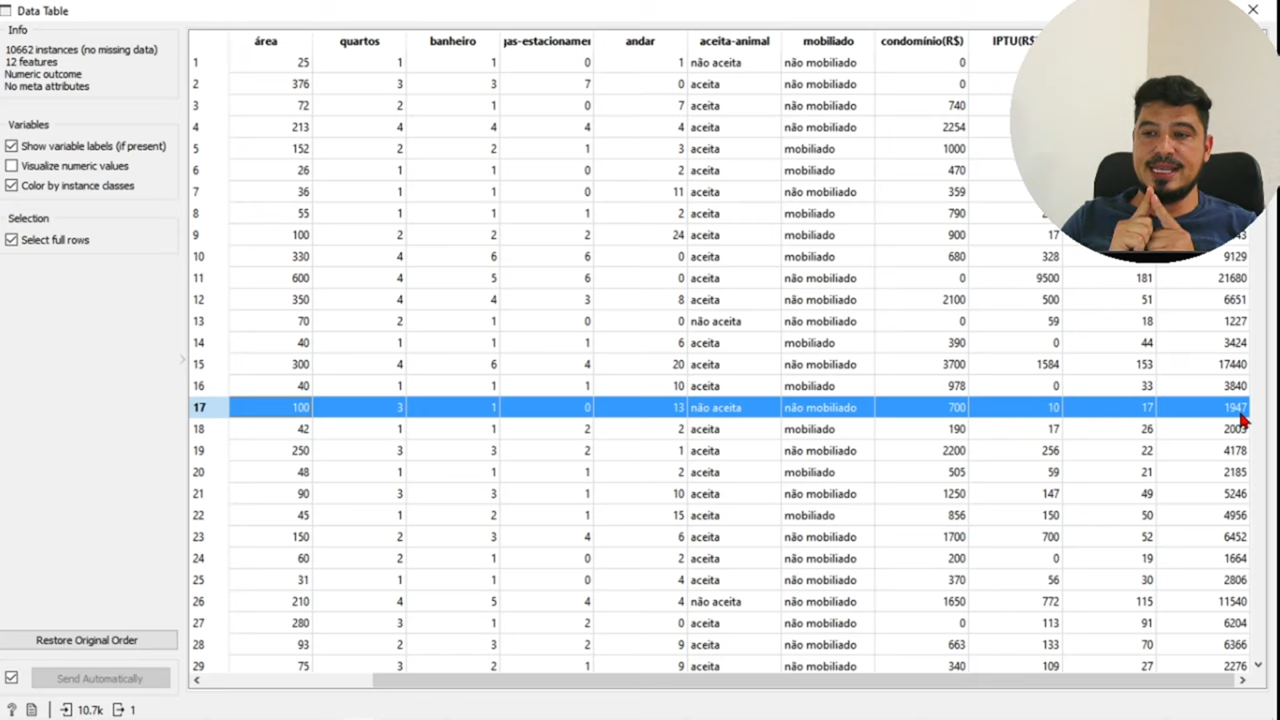 Data Table
Info
10662 instances (no missing data)
12 features
Numeric outcome
No meta attributes
Variables
Show variable labels (if present)
Visualize numeric values
Color by instance classes
Selection
Select full rows
Restore Original Order
Send Automatically
10.7k 1
área quartos banheiro jas-estacionamer andar aceita-animal mobiliado condomínio(R$) IPTU(R$
1 25 1 1 0 1 não aceita não mobiliado 0
2 376 3 3 7 0 aceita não mobiliado 0
3 72 2 1 0 7 aceita não mobiliado 740
4 213 4 4 4 4 aceita não mobiliado 2254
5 152 2 2 1 3 aceita mobiliado 1000
6 26 1 1 0 2 aceita mobiliado 470
7 36 1 1 0 11 aceita não mobiliado 359
8 55 1 1 1 2 aceita mobiliado 790
9 100 2 2 2 24 aceita mobiliado 900 17 43
10 330 4 6 6 0 aceita mobiliado 680 328 9129
11 600 4 5 6 0 aceita não mobiliado 0 9500 181 21680
12 350 4 4 3 8 aceita não mobiliado 2100 500 51 6651
13 70 2 1 0 0 não aceita não mobiliado 0 59 18 1227
14 40 1 1 1 6 aceita mobiliado 390 0 44 3424
15 300 4 6 4 20 aceita não mobiliado 3700 1584 153 17440
16 40 1 1 1 10 aceita mobiliado 978 0 33 3840
17 100 3 1 0 13 não aceita não mobiliado 700 10 17 1947
18 42 1 1 2 2 aceita não mobiliado 190 17 26 2003
19 250 3 3 2 1 aceita não mobiliado 2200 256 22 4178
20 48 1 1 1 2 aceita mobiliado 505 59 21 2185
21 90 3 3 1 10 aceita não mobiliado 1250 147 49 5246
22 45 1 2 1 15 aceita mobiliado 856 150 50 4956
23 150 2 3 4 6 aceita não mobiliado 1700 700 52 6452
24 60 2 1 0 2 aceita não mobiliado 200 0 19 1664
25 31 1 1 0 4 aceita não mobiliado 370 56 30 2806
26 210 4 5 4 4 não aceita não mobiliado 1650 772 115 11540
27 280 3 1 2 0 aceita não mobiliado 0 113 91 6204
28 93 2 3 2 9 aceita não mobiliado 663 133 70 6366
29 75 3 2 1 9 aceita não mobiliado 340 109 27 2276